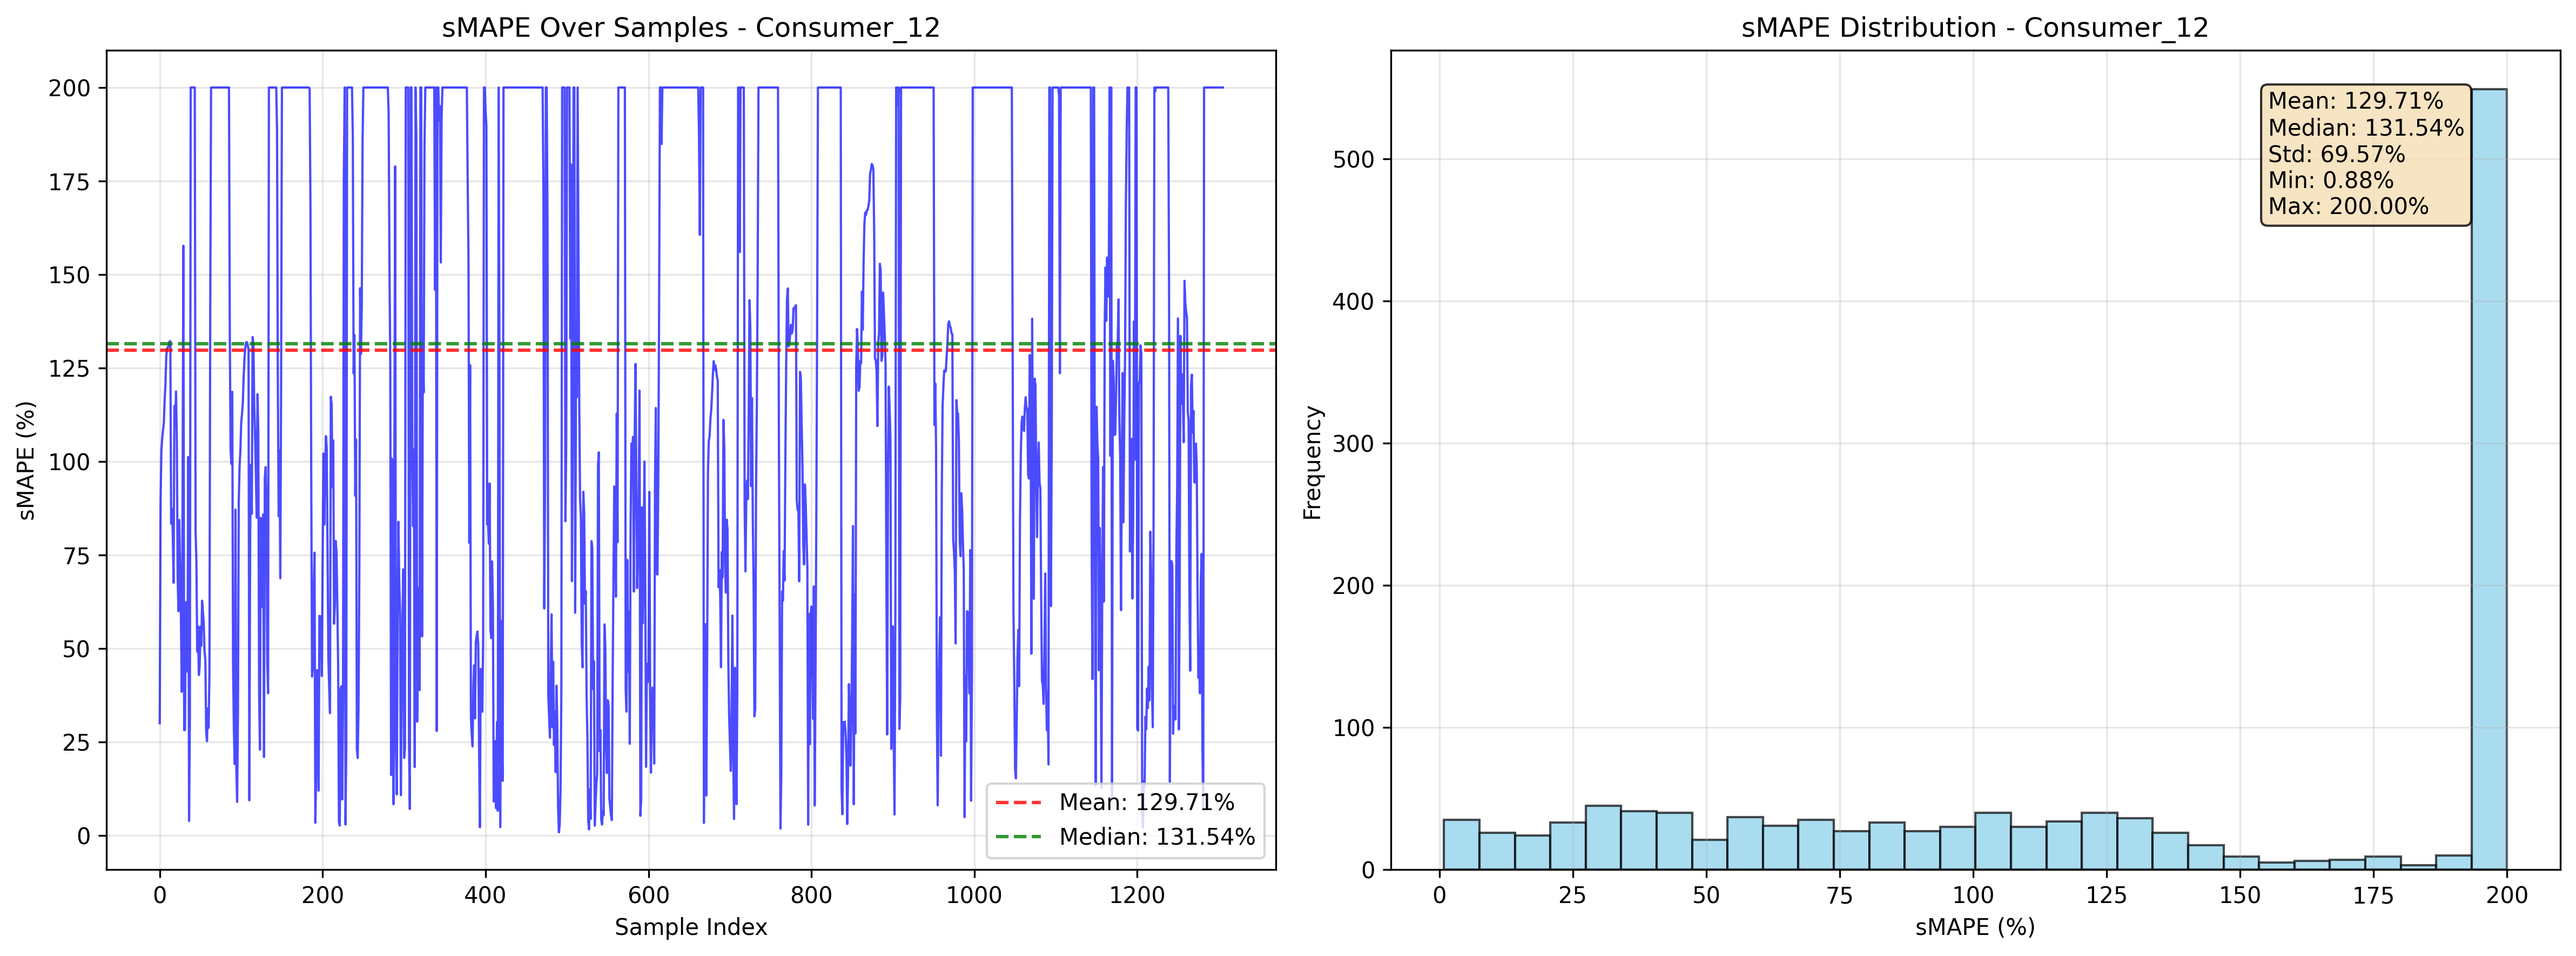 sMAPE Over Samples - Consumer_12
sMAPE (%)
200
175
150
125
100
75
50
25
0
0 200 400 600 800 1000 1200
Sample Index
Mean: 129.71%
Median: 131.54%
sMAPE Distribution - Consumer_12
Frequency
500
400
300
200
100
0
0 25 50 75 100 125 150 175 200
sMAPE (%)
Mean: 129.71%
Median: 131.54%
Std: 69.57%
Min: 0.88%
Max: 200.00%